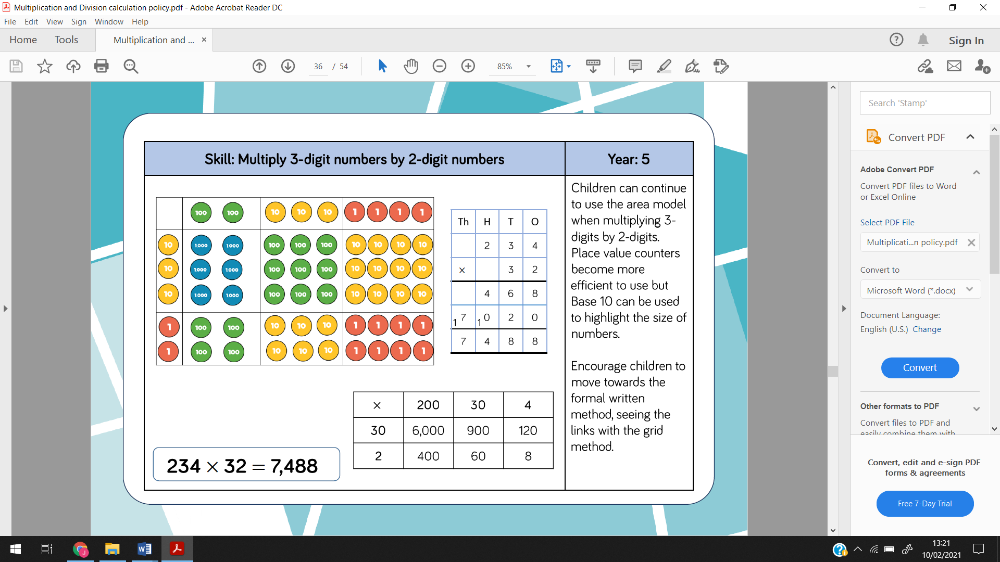 Multiplication and Division calculation policy.pdf - Adobe Acrobat Reader DC
File Edit View Sign Window Help
Home Tools Multiplication and ... × Sign In
36 / 54 85%
Skill: Multiply 3-digit numbers by 2-digit numbers
Year: 5
100 100 10 10 10 1 1 1 1
10 1,000 1,000 100 100 100 10 10 10 10
10 1,000 1,000 100 100 100 10 10 10 10
10 1,000 1,000 100 100 100 10 10 10 10
1 100 100 10 10 10 1 1 1 1
1 100 100 10 10 10 1 1 1 1
Th H T O
2 3 4
× 3 2
4 6 8
1 7 1 0 2 0
7 4 8 8
× 200 30 4
30 6,000 900 120
2 400 60 8
234 × 32 = 7,488
Children can continue
to use the area model
when multiplying 3-
digits by 2-digits.
Place value counters
become more
efficient to use but
Base 10 can be used
to highlight the size of
numbers.
Encourage children to
move towards the
formal written
method, seeing the
links with the grid
method.
Search 'Stamp'
Convert PDF
Adobe Convert PDF
Convert PDF files to Word
or Excel Online
Select PDF File
Multiplicati...n policy.pdf
Convert to
Microsoft Word (*.docx)
Document Language:
English (U.S.) Change
Convert
Other formats to PDF
Convert files to PDF and
easily combine them with
Convert, edit and e-sign PDF
forms & agreements
Free 7-Day Trial
13:21
10/02/2021